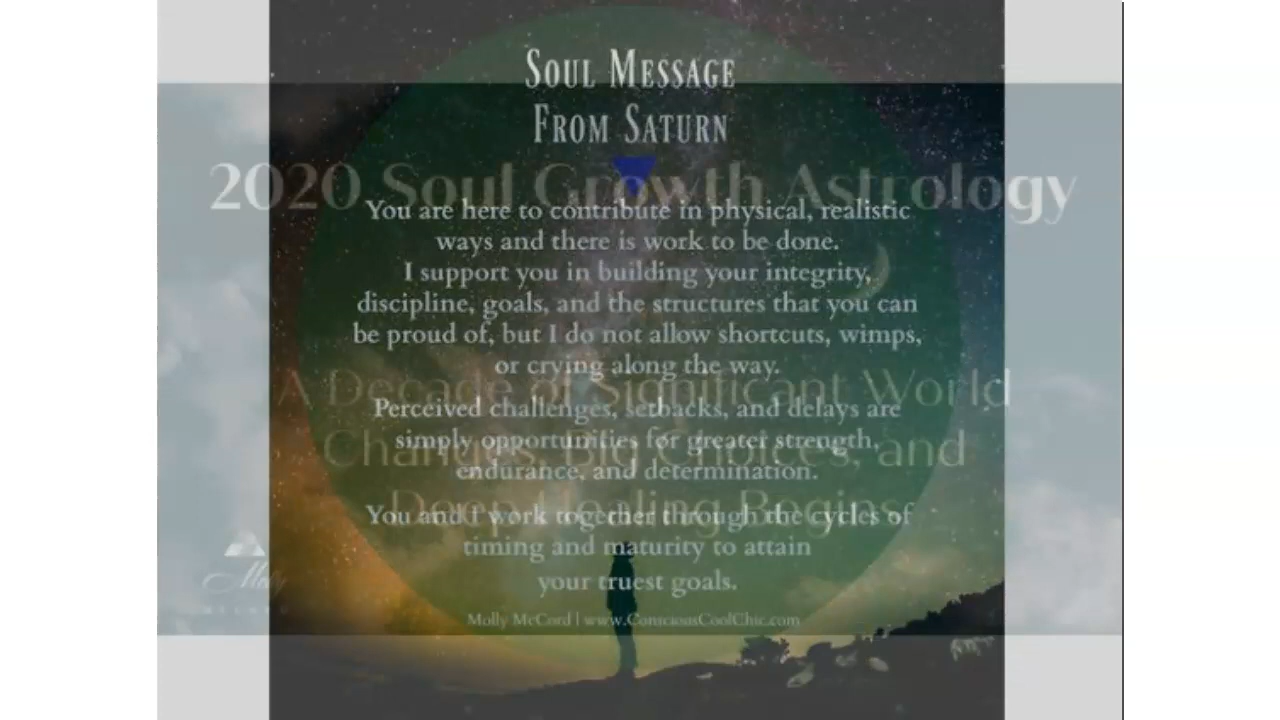 SOUL MESSAGE
FROM SATURN
2020 Soul Growth Astrology
You are here to contribute in physical, realistic
ways and there is work to be done.
I support you in building your integrity,
discipline, goals, and the structures that you can
be proud of, but I do not allow shortcuts, wimps,
or crying along the way.
A Decade of Significant World
Perceived challenges, setbacks, and delays are
simply opportunities for greater strength,
Changes, Big Choices, and
endurance, and determination.
Deep Healing Begins
You and I work together through the cycles of
timing and maturity to attain
your truest goals.
Molly
Molly McCord | www.ConsciousCoolChic.com